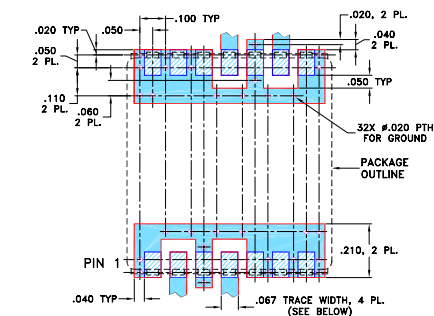 .020 TYP
.050
.100 TYP
.020, 2 PL.
.040
2 PL.
.050
2 PL.
.050 TYP
.110
2 PL.
.060
2 PL.
32X ø.020 PTH
FOR GROUND
PACKAGE
OUTLINE
PIN 1
.210, 2 PL.
.040 TYP
.067 TRACE WIDTH, 4 PL.
(SEE BELOW)